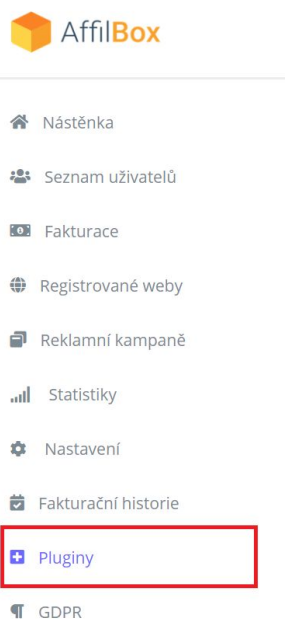 AffilBox
Nástěnka
Seznam uživatelů
Fakturace
Registrované weby
Reklamní kampaně
Statistiky
Nastavení
Fakturační historie
Pluginy
GDPR